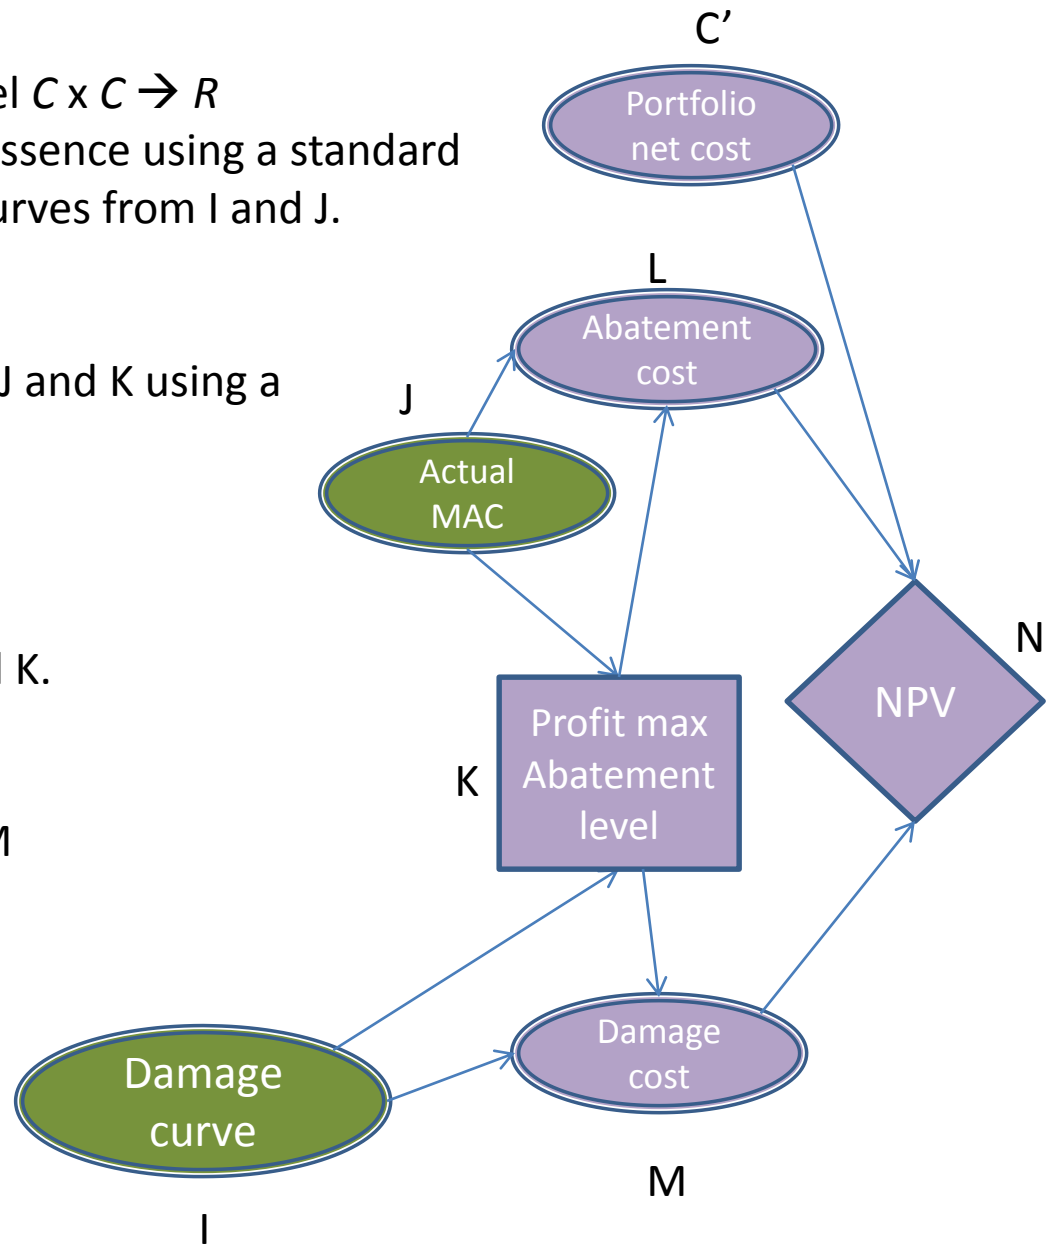 C’
el C x C → R
Portfolio
net cost
ssence using a standard
urves from I and J.
L
Abatement
cost
J and K using a
J
Actual
MAC
N
K.
NPV
Profit max
Abatement
level
K
M
Damage
cost
Damage
curve
M
I